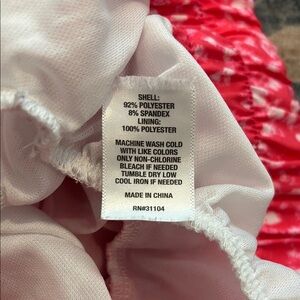 SHELL:
92% POLYESTER
8% SPANDEX
LINING:
100% POLYESTER
MACHINE WASH COLD
WITH LIKE COLORS
ONLY NON-CHLORINE
BLEACH IF NEEDED
TUMBLE DRY LOW
COOL IRON IF NEEDED
MADE IN CHINA
RN#31104